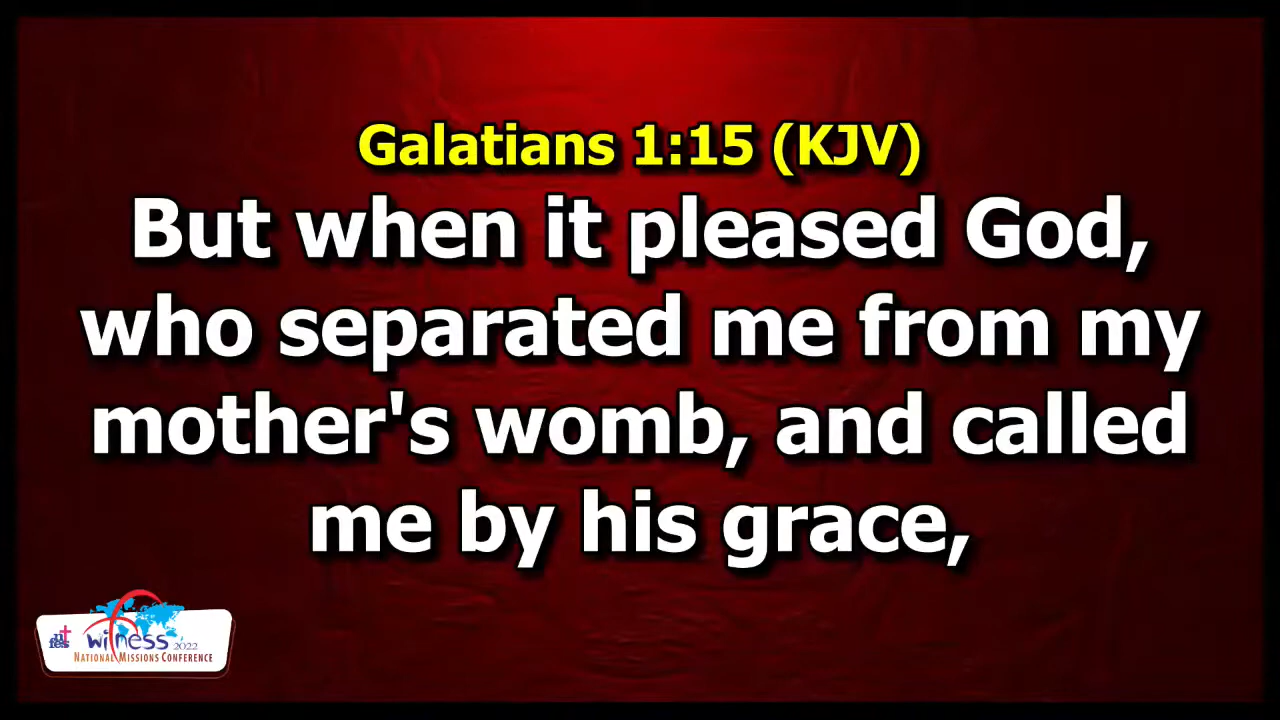 Galatians 1:15 (KJV)
But when it pleased God,
who separated me from my
mother's womb, and called
me by his grace,
nifes
witness 2022
National Missions Conference